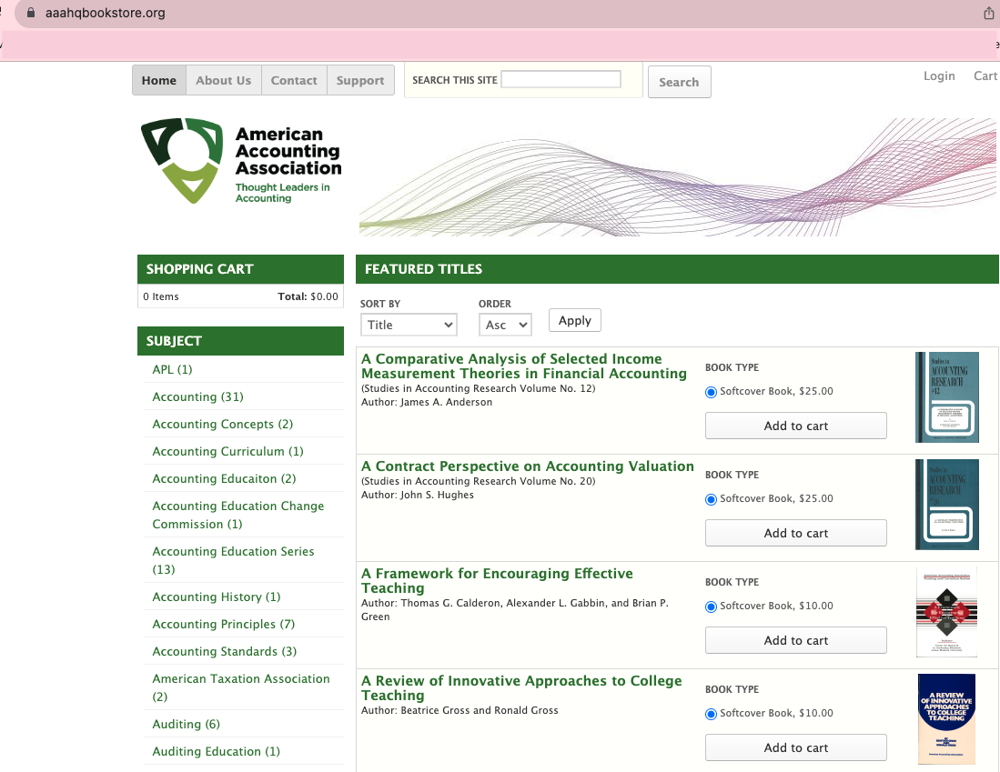 aaahqbookstore.org
Home About Us Contact Support SEARCH THIS SITE Search Login Cart
American
Accounting
Association
Thought Leaders in
Accounting
SHOPPING CART
0 Items Total: $0.00
SUBJECT
APL (1)
Accounting (31)
Accounting Concepts (2)
Accounting Curriculum (1)
Accounting Educaiton (2)
Accounting Education Change
Commission (1)
Accounting Education Series
(13)
Accounting History (1)
Accounting Principles (7)
Accounting Standards (3)
American Taxation Association
(2)
Auditing (6)
Auditing Education (1)
FEATURED TITLES
SORT BY ORDER
Title Asc Apply
A Comparative Analysis of Selected Income
Measurement Theories in Financial Accounting
(Studies in Accounting Research Volume No. 12)
Author: James A. Anderson
BOOK TYPE
Softcover Book, $25.00
Add to cart
Studies in
ACCOUNTING
RESEARCH
#12
A Contract Perspective on Accounting Valuation
(Studies in Accounting Research Volume No. 20)
Author: John S. Hughes
BOOK TYPE
Softcover Book, $25.00
Add to cart
Studies in
ACCOUNTING
RESEARCH
A Framework for Encouraging Effective
Teaching
Author: Thomas G. Calderon, Alexander L. Gabbin, and Brian P.
Green
BOOK TYPE
Softcover Book, $10.00
Add to cart
A Review of Innovative Approaches to College
Teaching
Author: Beatrice Gross and Ronald Gross
BOOK TYPE
Softcover Book, $10.00
Add to cart
A REVIEW
OF INNOVATIVE
APPROACHES
TO COLLEGE
TEACHING